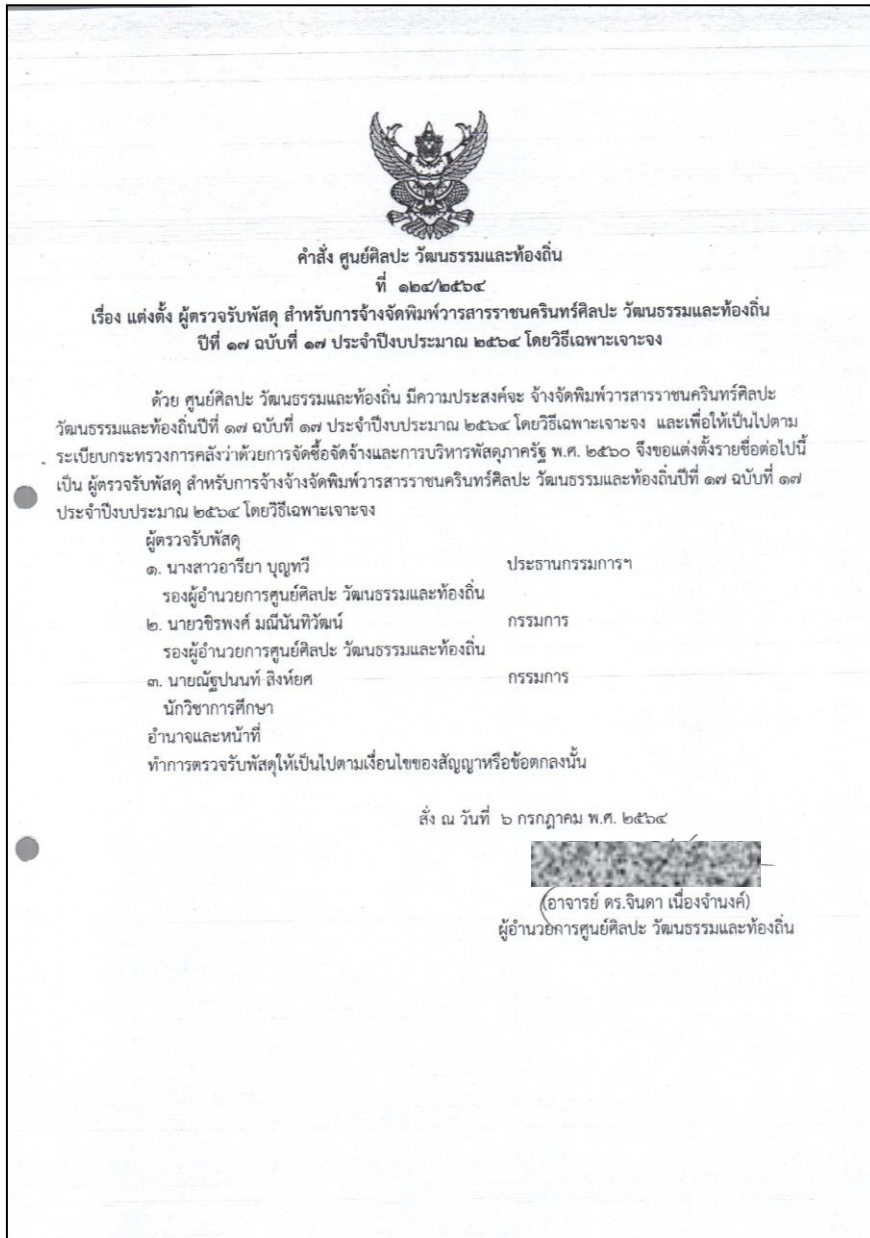 คำสั่ง ศูนย์ศิลปะ วัฒนธรรมและท้องถิ่น
ที่ ๑๒๔/๒๕๖๔
เรื่อง แต่งตั้ง ผู้ตรวจรับพัสดุ สำหรับการจ้างจัดพิมพ์วารสารราชนครินทร์ศิลปะ วัฒนธรรมและท้องถิ่น
ปีที่ ๑๗ ฉบับที่ ๑๗ ประจำปีงบประมาณ ๒๕๖๔ โดยวิธีเฉพาะเจาะจง
ด้วย ศูนย์ศิลปะ วัฒนธรรมและท้องถิ่น มีความประสงค์จะ จ้างจัดพิมพ์วารสารราชนครินทร์ศิลปะ
วัฒนธรรมและท้องถิ่นปีที่ ๑๗ ฉบับที่ ๑๗ ประจำปีงบประมาณ ๒๕๖๔ โดยวิธีเฉพาะเจาะจง และเพื่อให้เป็นไปตาม
ระเบียบกระทรวงการคลังว่าด้วยการจัดซื้อจัดจ้างและการบริหารพัสดุภาครัฐ พ.ศ. ๒๕๖๐ จึงขอแต่งตั้งรายชื่อต่อไปนี้
เป็น ผู้ตรวจรับพัสดุ สำหรับการจ้างจ้างจัดพิมพ์วารสารราชนครินทร์ศิลปะ วัฒนธรรมและท้องถิ่นปีที่ ๑๗ ฉบับที่ ๑๗
ประจำปีงบประมาณ ๒๕๖๔ โดยวิธีเฉพาะเจาะจง
ผู้ตรวจรับพัสดุ
๑. นางสาวอารียา บุญทวี ประธานกรรมการฯ
รองผู้อำนวยการศูนย์ศิลปะ วัฒนธรรมและท้องถิ่น
๒. นายวชิรพงศ์ มณีนันทิวัฒน์ กรรมการ
รองผู้อำนวยการศูนย์ศิลปะ วัฒนธรรมและท้องถิ่น
๓. นายณัฐปนนท์ สิงห์ยศ กรรมการ
นักวิชาการศึกษา
อำนาจและหน้าที่
ทำการตรวจรับพัสดุให้เป็นไปตามเงื่อนไขของสัญญาหรือข้อตกลงนั้น
สั่ง ณ วันที่ ๖ กรกฎาคม พ.ศ. ๒๕๖๔
(อาจารย์ ดร.จินดา เนื่องจำนงค์)
ผู้อำนวยการศูนย์ศิลปะ วัฒนธรรมและท้องถิ่น